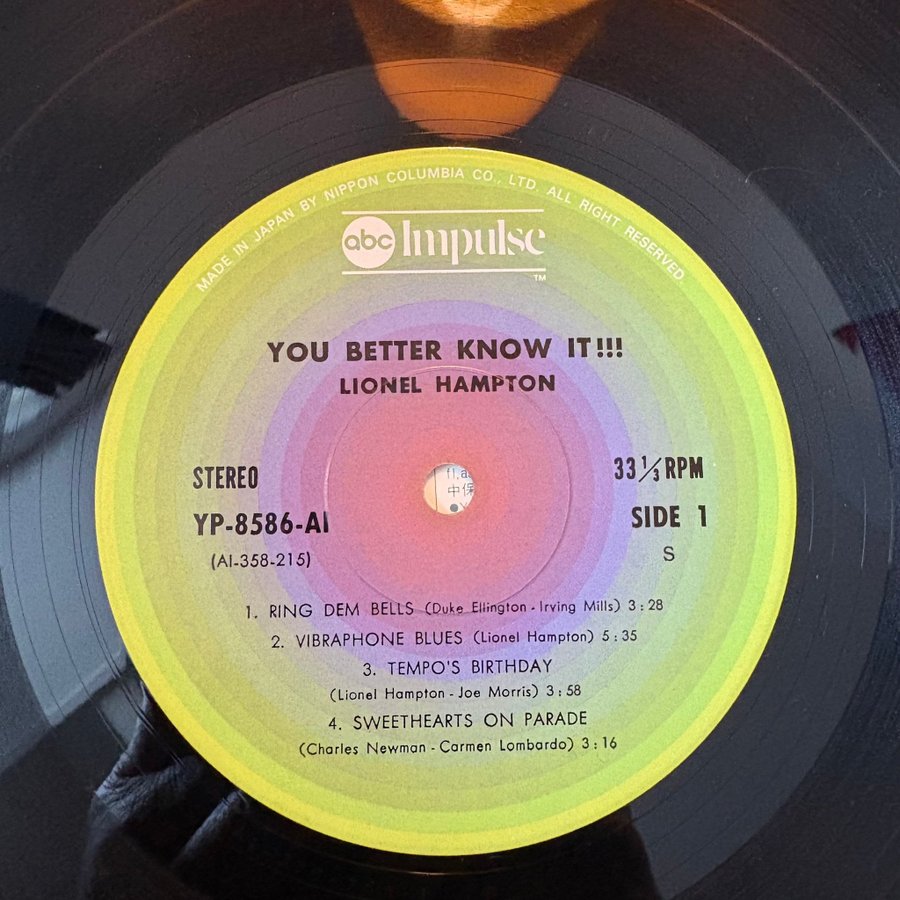 MADE IN JAPAN BY NIPPON COLUMBIA CO., LTD. ALL RIGHT RESERVED
abc Impulse
TM
YOU BETTER KNOW IT!!!
LIONEL HAMPTON
STEREO
33 1/3 RPM
YP-8586-AI
SIDE 1
(AI-358-215)
S
1. RING DEM BELLS (Duke Ellington - Irving Mills) 3:28
2. VIBRAPHONE BLUES (Lionel Hampton) 5:35
3. TEMPO'S BIRTHDAY
(Lionel Hampton - Joe Morris) 3:58
4. SWEETHEARTS ON PARADE
(Charles Newman - Carmen Lombardo) 3:16